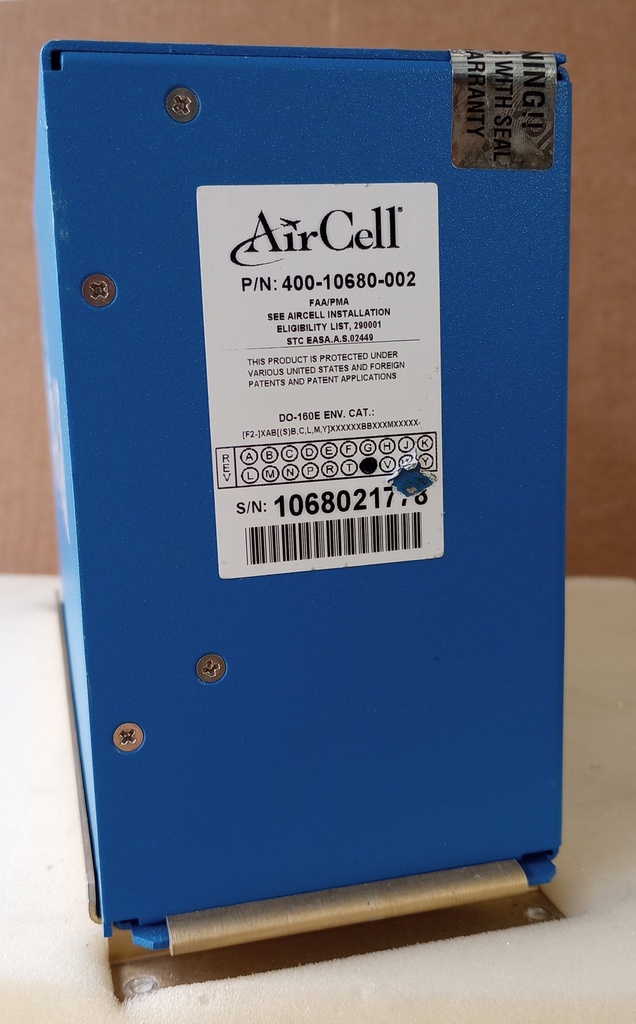 NING!D
G WITH SEAL
ARRANTY
AirCell®
P/N: 400-10680-002
FAA/PMA
SEE AIRCELL INSTALLATION
ELIGIBILITY LIST, 290001
STC EASA.A.S.02449
THIS PRODUCT IS PROTECTED UNDER
VARIOUS UNITED STATES AND FOREIGN
PATENTS AND PATENT APPLICATIONS
DO-160E ENV. CAT.:
[F2-]XAB[(S)B,C,L,M,Y]XXXXXXBBXXXMXXXXX.
REV
A B C D E F G H J K
L M N P R T V Y
S/N: 1068021778